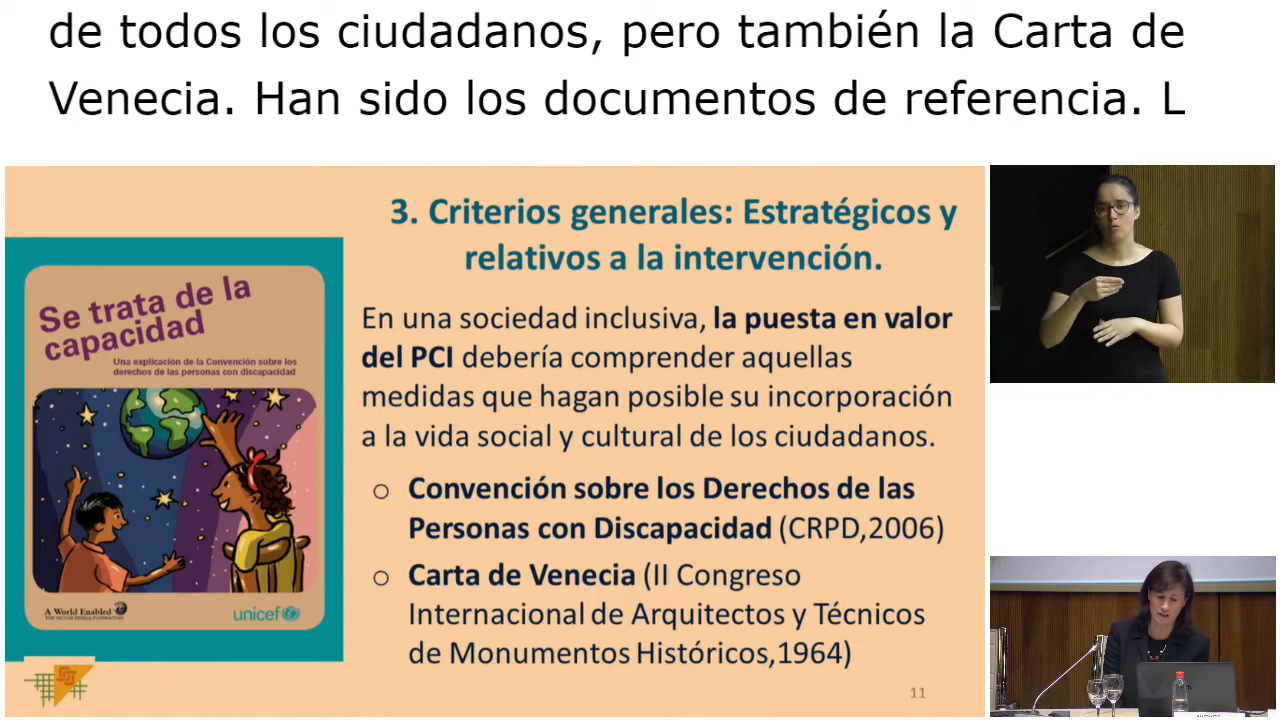 de todos los ciudadanos, pero también la Carta de
Venecia. Han sido los documentos de referencia. L
3. Criterios generales: Estratégicos y
relativos a la intervención.
Se trata de la
capacidad
Una explicación de la Convención sobre los
derechos de las personas con discapacidad
A World Enabled
unicef
En una sociedad inclusiva, la puesta en valor
del PCI debería comprender aquellas
medidas que hagan posible su incorporación
a la vida social y cultural de los ciudadanos.
○ Convención sobre los Derechos de las
Personas con Discapacidad (CRPD,2006)
○ Carta de Venecia (II Congreso
Internacional de Arquitectos y Técnicos
de Monumentos Históricos,1964)
11